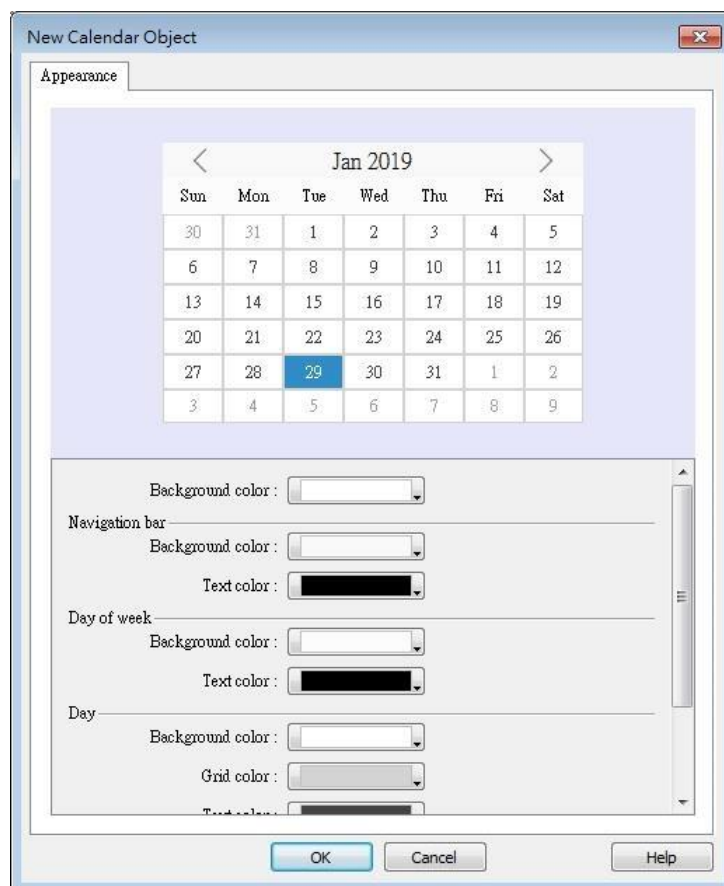 New Calendar Object
Appearance
Jan 2019
Sun Mon Tue Wed Thu Fri Sat
30 31 1 2 3 4 5
6 7 8 9 10 11 12
13 14 15 16 17 18 19
20 21 22 23 24 25 26
27 28 29 30 31 1 2
3 4 5 6 7 8 9
Background color :
Navigation bar
Background color :
Text color :
Day of week
Background color :
Text color :
Day
Background color :
Grid color :
OK Cancel Help